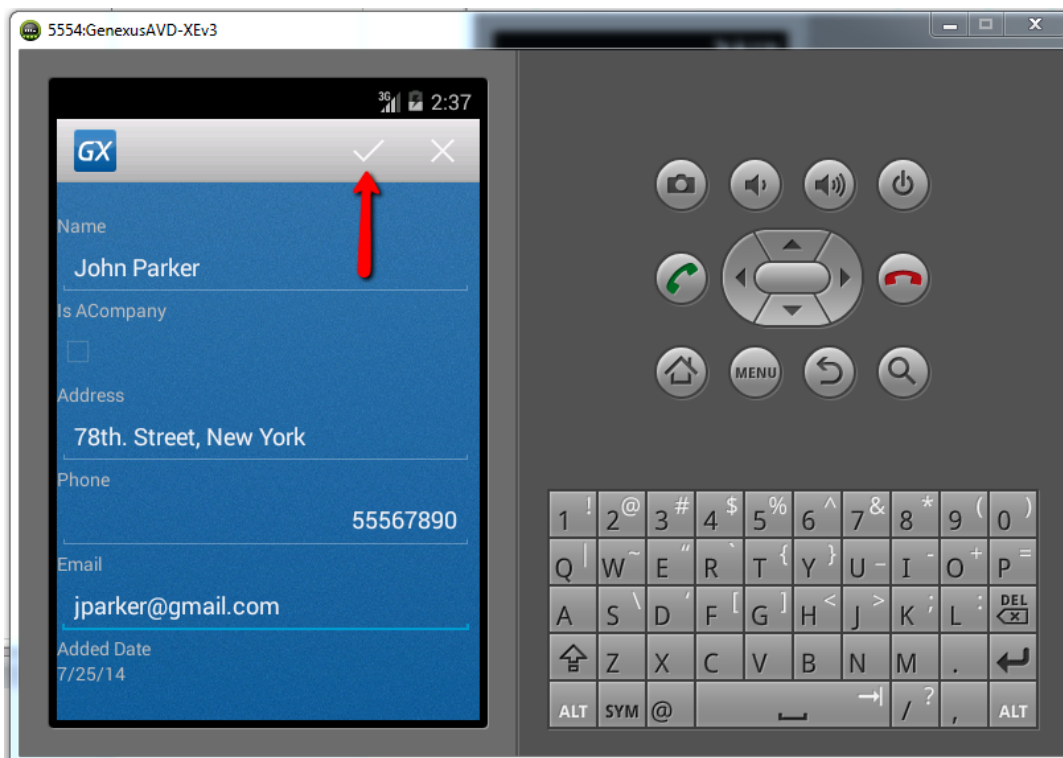 5554:GenexusAVD-XEv3
3G 2:37
GX
Name
John Parker
Is ACompany
Address
78th. Street, New York
Phone
55567890
Email
jparker@gmail.com
Added Date
7/25/14
MENU
1 ! 2 @ 3 # 4 $ 5 % 6 ^ 7 & 8 * 9 ( 0 )
Q | W ~ E " R ` T { Y } U _ I - O + P =
A S \ D ' F [ G ] H < J > K ; L : DEL
Z X C V B N M .
ALT SYM @ / ? , ALT